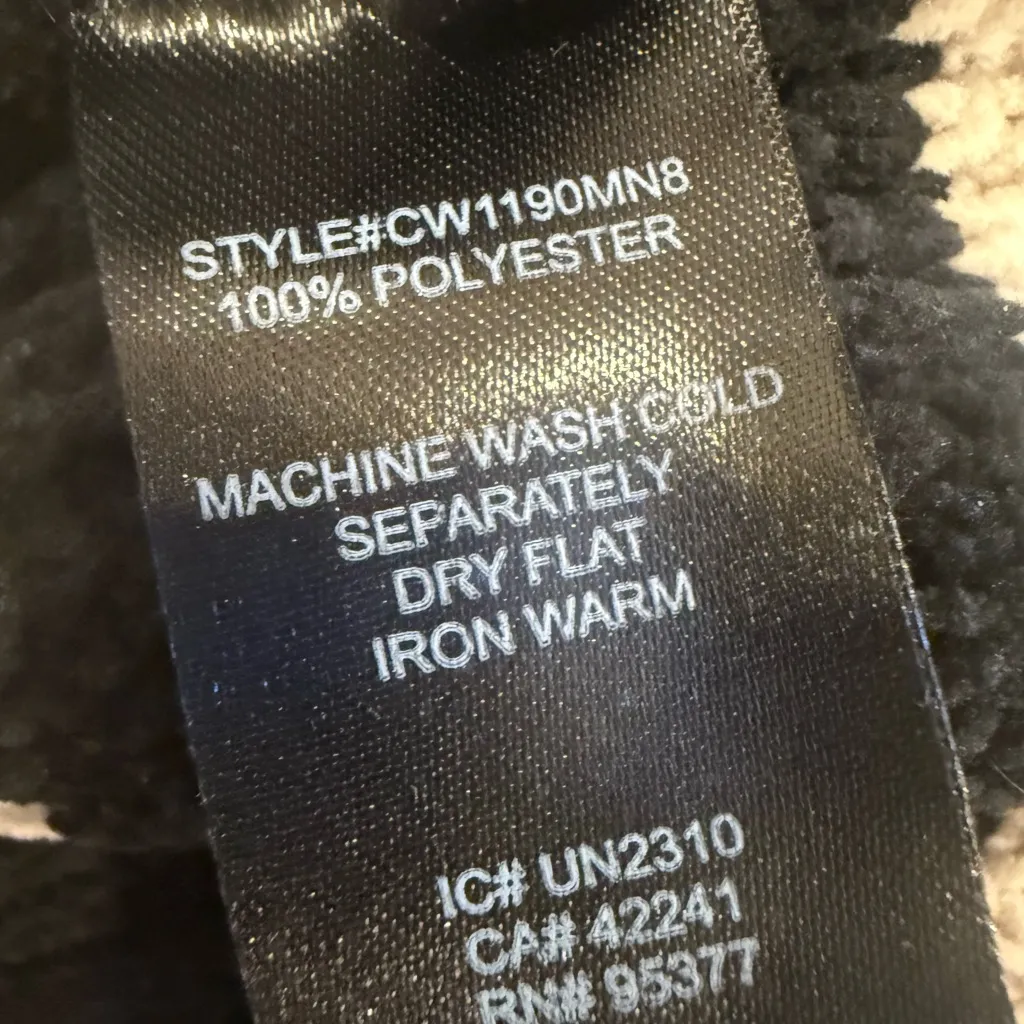 STYLE#CW1190MN8
100% POLYESTER
MACHINE WASH COLD
SEPARATELY
DRY FLAT
IRON WARM
IC# UN2310
CA# 42241
RN# 95377